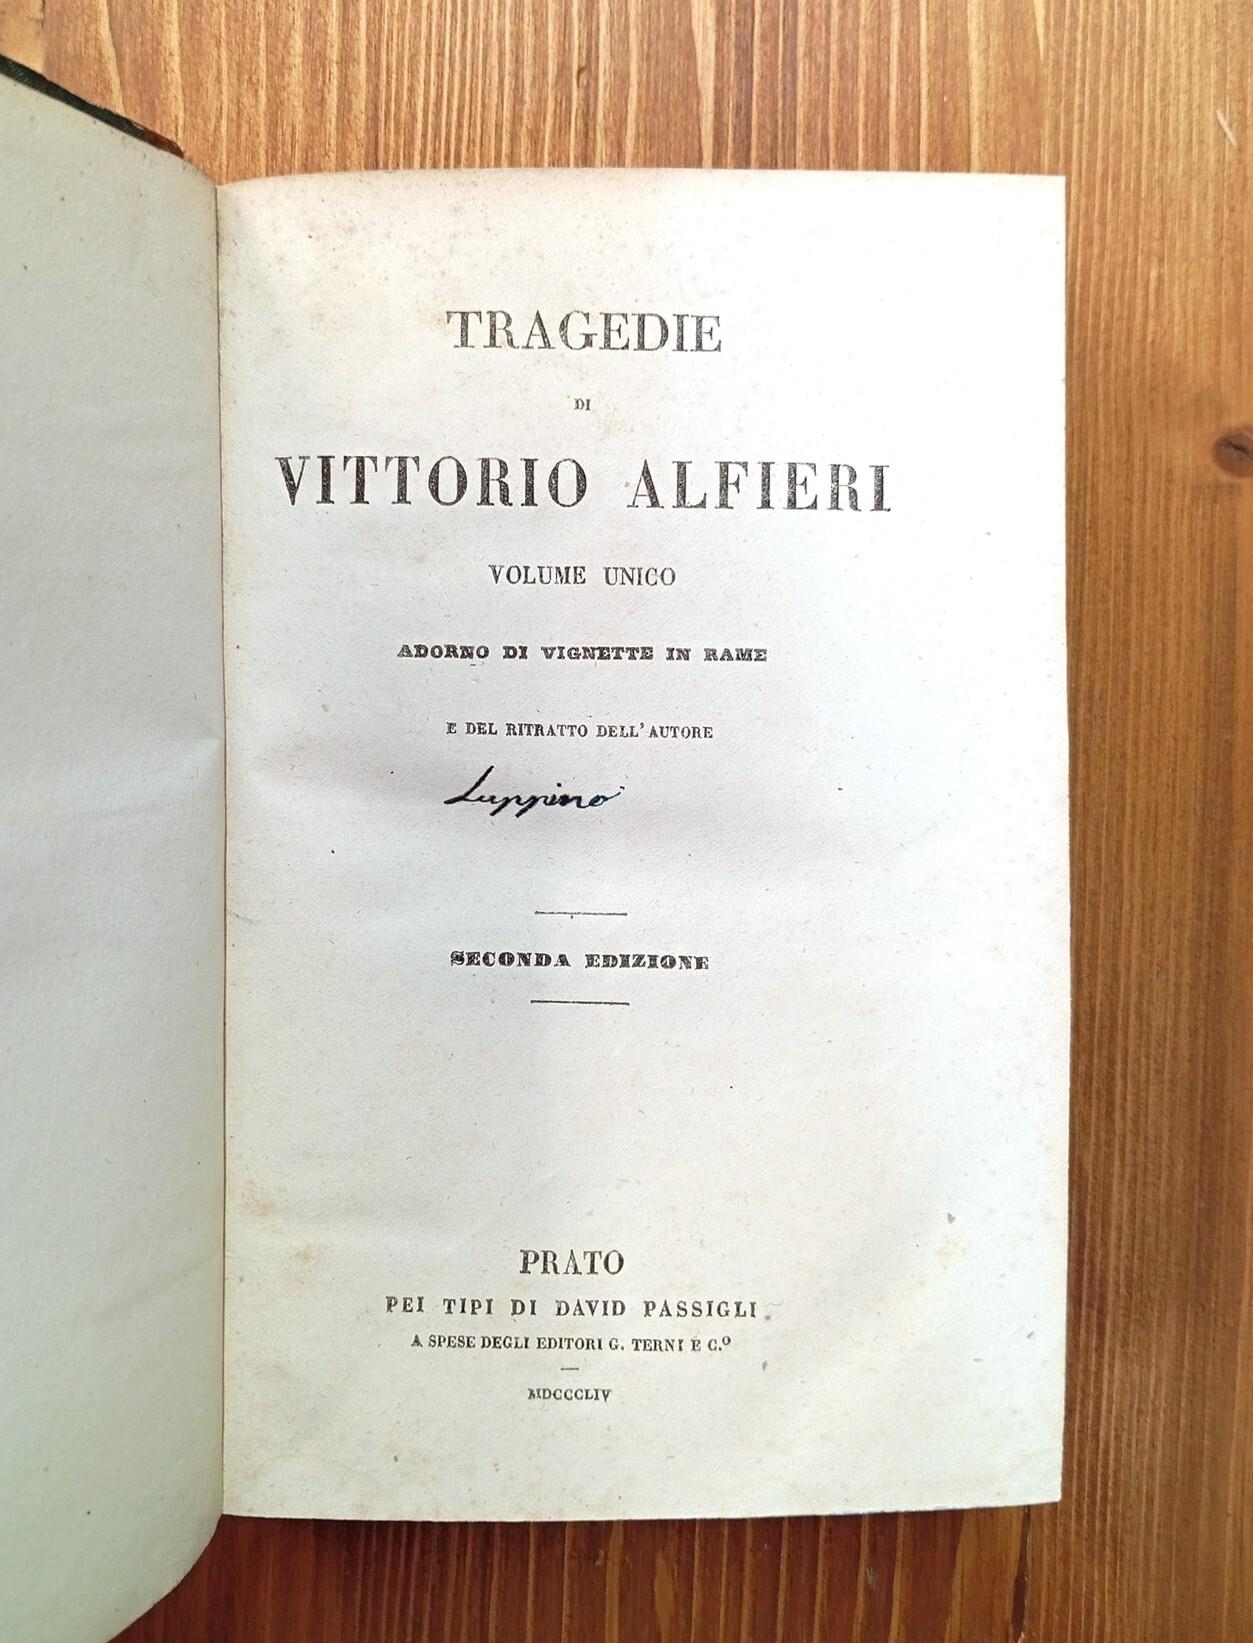 TRAGEDIE
DI
VITTORIO ALFIERI
VOLUME UNICO
ADORNO DI VIGNETTE IN RAME
E DEL RITRATTO DELL'AUTORE
Luppino
SECONDA EDIZIONE
PRATO
PEI TIPI DI DAVID PASSIGLI
A SPESE DEGLI EDITORI G. TERNI E C.º
MDCCCLIV